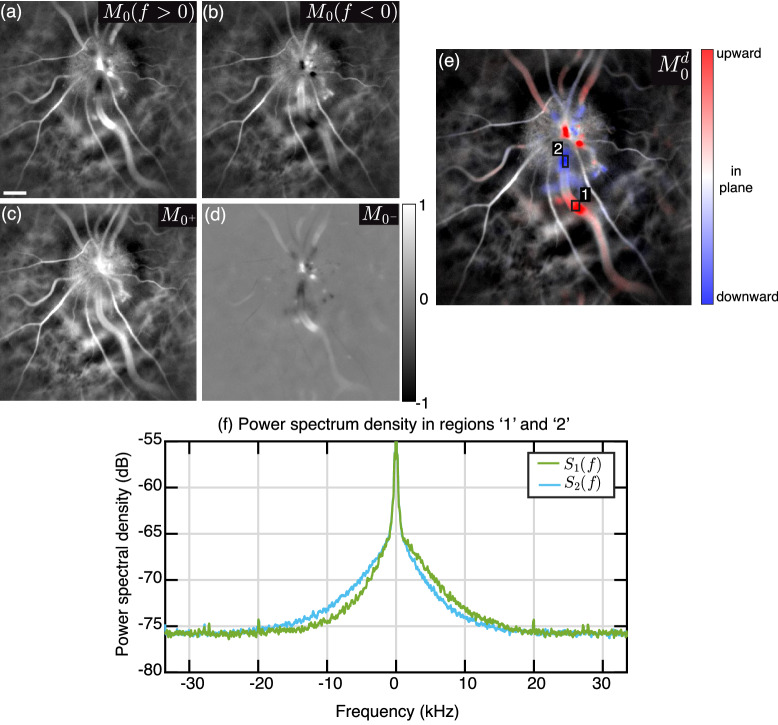 (a) M₀(f > 0)
(b) M₀(f < 0)
(c) M₀₊
(d) M₀₋
1
0
-1
(e) M₀ᵈ
2
1
upward
in
plane
downward
(f) Power spectrum density in regions ‘1’ and ‘2’
Power spectral density (dB)
-55
-60
-65
-70
-75
-80
S₁(f)
S₂(f)
-30 -20 -10 0 10 20 30
Frequency (kHz)